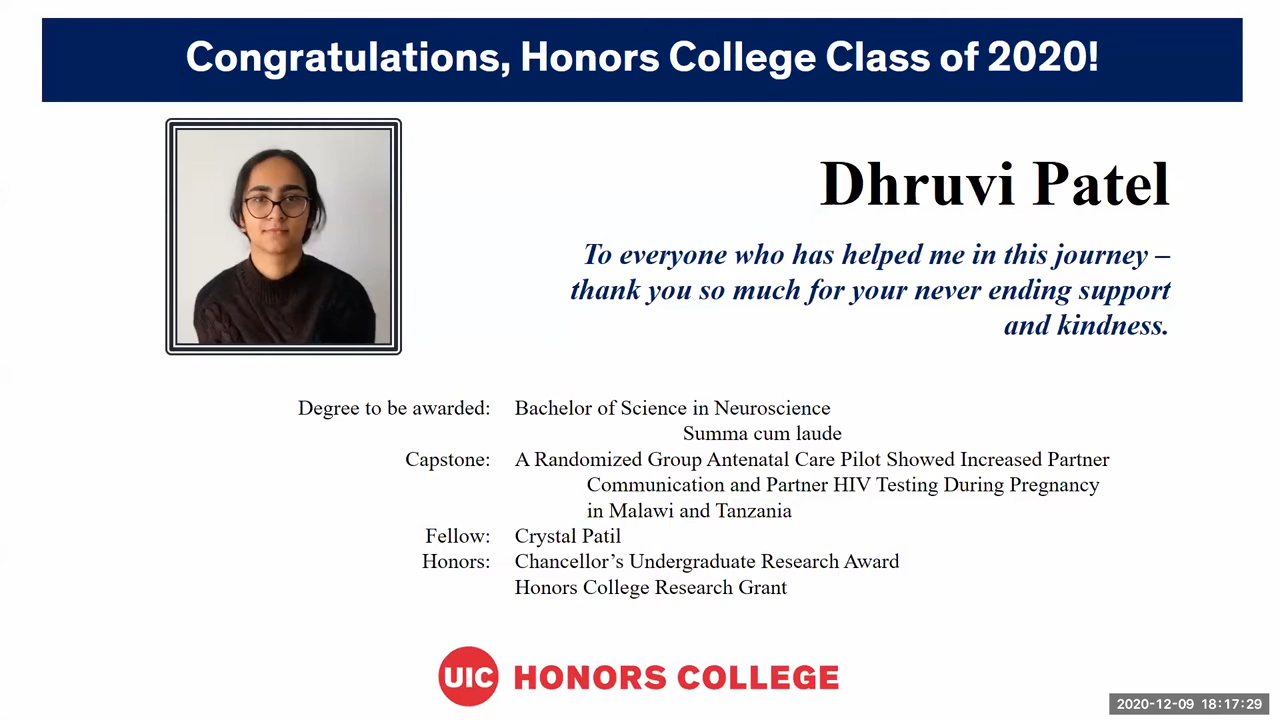 Congratulations, Honors College Class of 2020!
Dhruvi Patel
To everyone who has helped me in this journey –
thank you so much for your never ending support
and kindness.
Degree to be awarded: Bachelor of Science in Neuroscience
Summa cum laude
Capstone: A Randomized Group Antenatal Care Pilot Showed Increased Partner
Communication and Partner HIV Testing During Pregnancy
in Malawi and Tanzania
Fellow: Crystal Patil
Honors: Chancellor’s Undergraduate Research Award
Honors College Research Grant
UIC HONORS COLLEGE
2020-12-09 18:17:29